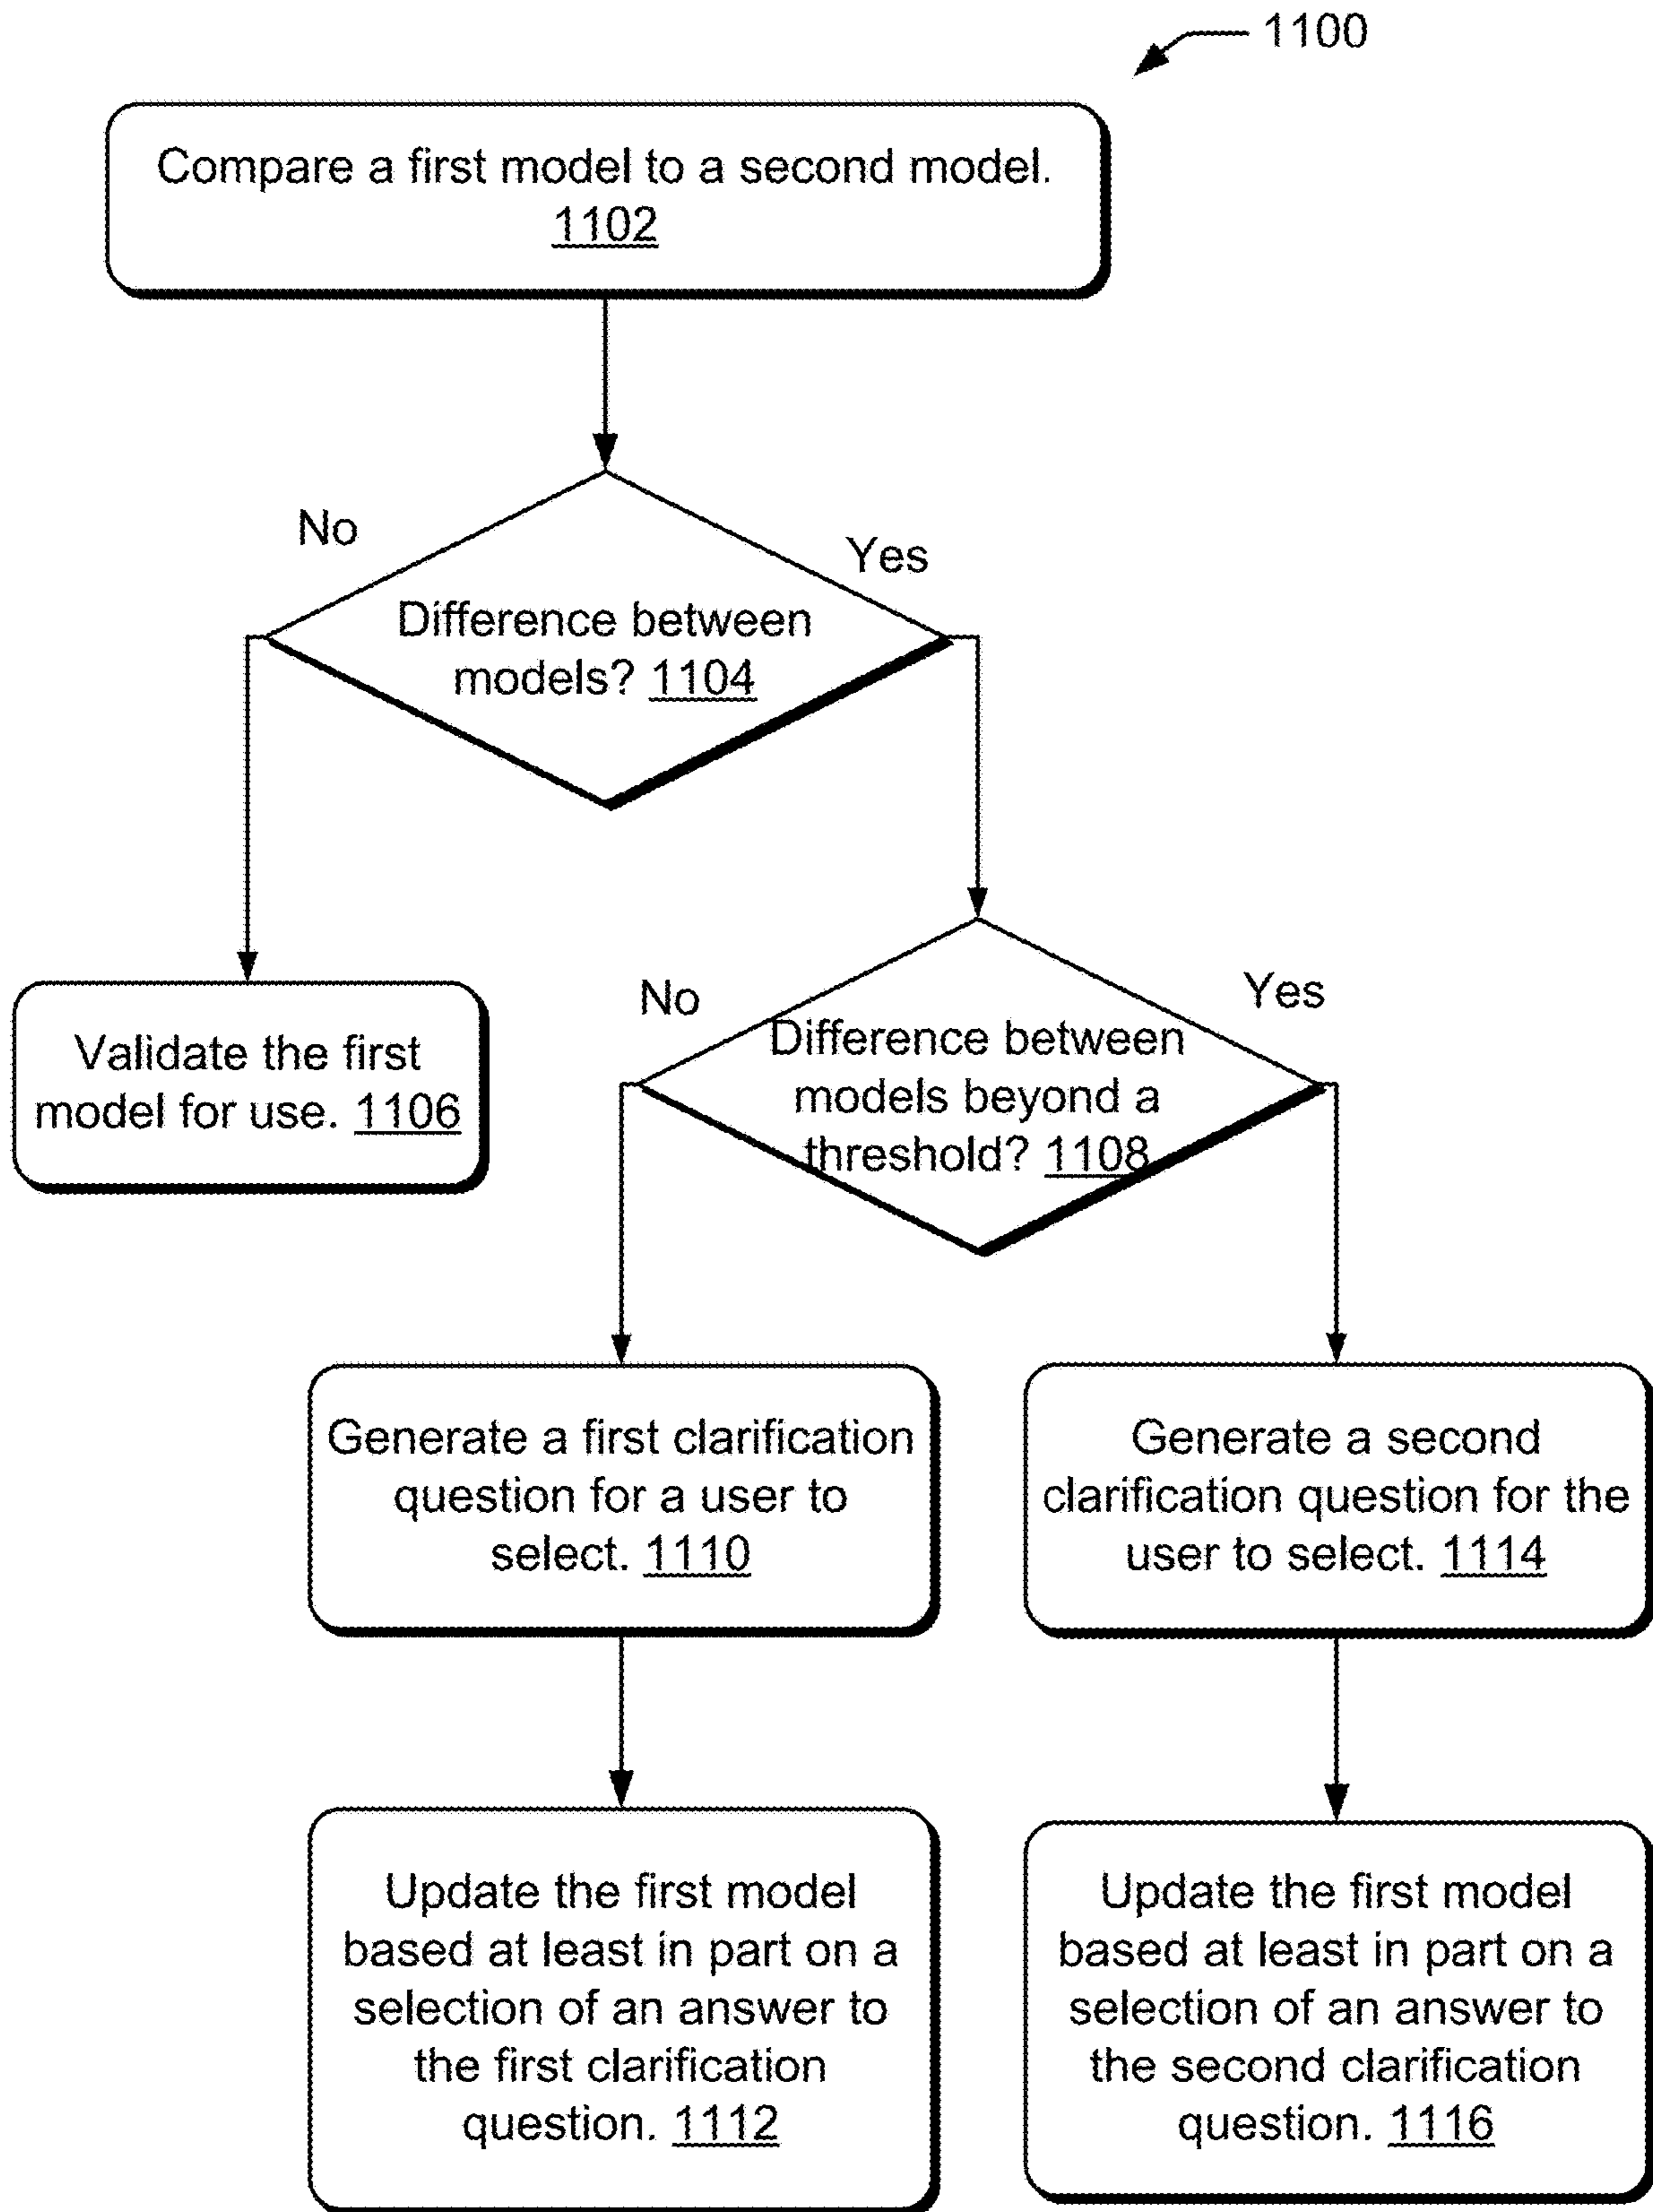 1100
Compare a first model to a second model.
1102
No
Yes
Difference between
models? 1104
Validate the first
model for use. 1106
No
Yes
Difference between
models beyond a
threshold? 1108
Generate a first clarification
question for a user to
select. 1110
Generate a second
clarification question for the
user to select. 1114
Update the first model
based at least in part on a
selection of an answer to
the first clarification
question. 1112
Update the first model
based at least in part on a
selection of an answer to
the second clarification
question. 1116